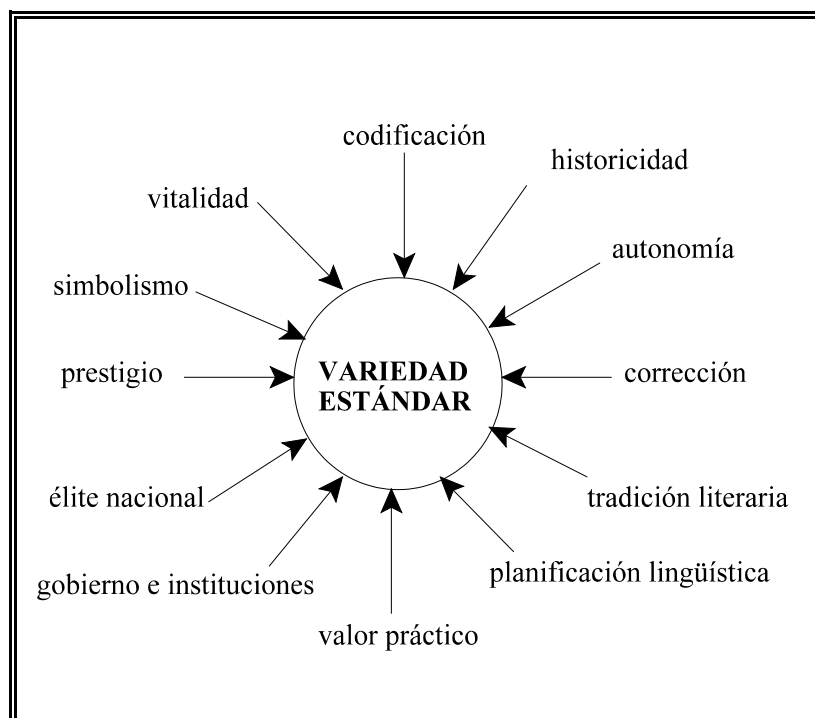 codificación
historicidad
vitalidad
autonomía
simbolismo
prestigio
VARIEDAD
ESTÁNDAR
corrección
élite nacional
tradición literaria
gobierno e instituciones
planificación lingüística
valor práctico